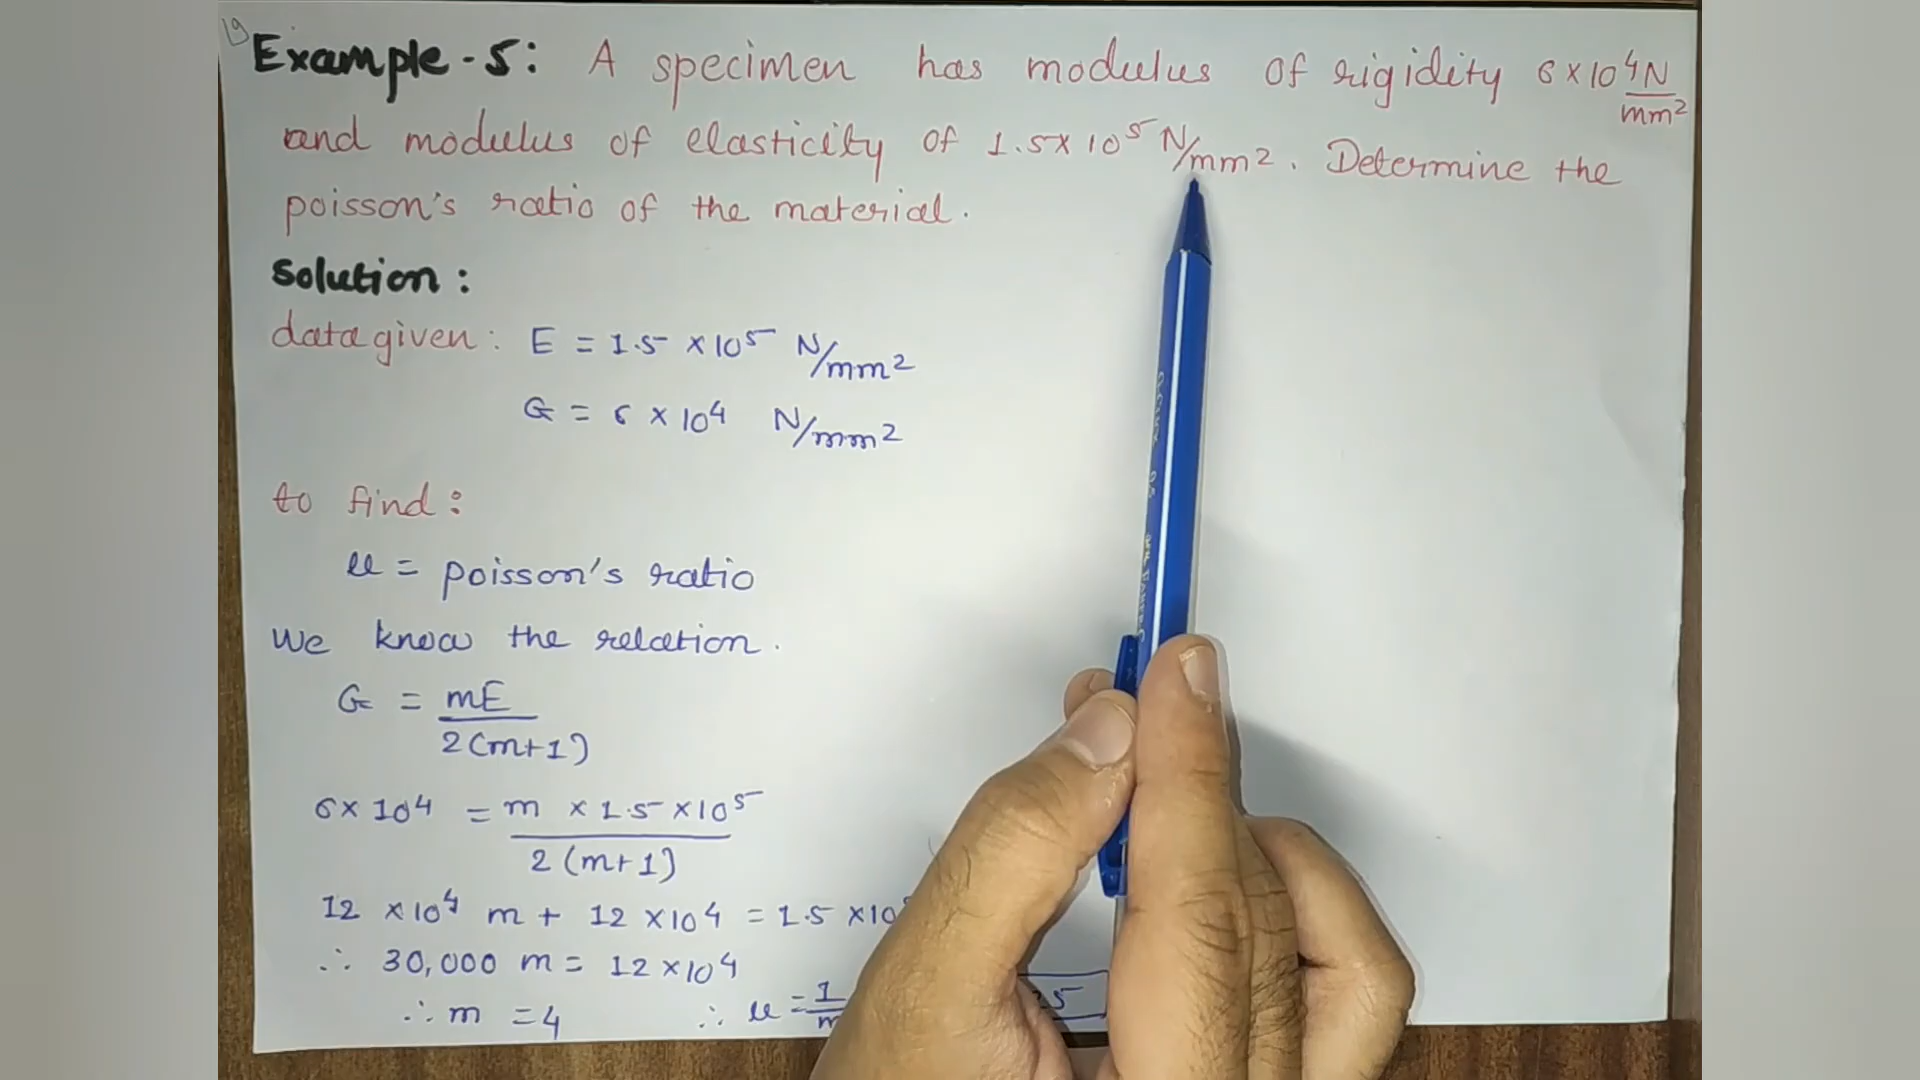 Example-5: A specimen has modulus of rigidity 6×10⁴ N/mm²
and modulus of elasticity of 1.5×10⁵ N/mm². Determine the
poisson's ratio of the material.
Solution:
data given: E = 1.5 ×10⁵ N/mm²
G = 6 × 10⁴ N/mm²
to find:
μ = poisson's ratio
We know the relation.
G = mE / 2(m+1)
6×10⁴ = m × 1.5 ×10⁵ / 2(m+1)
12 ×10⁴ m + 12 ×10⁴ = 1.5 ×10
∴ 30,000 m = 12×10⁴
∴ m = 4 ∴ μ = 1/m 25